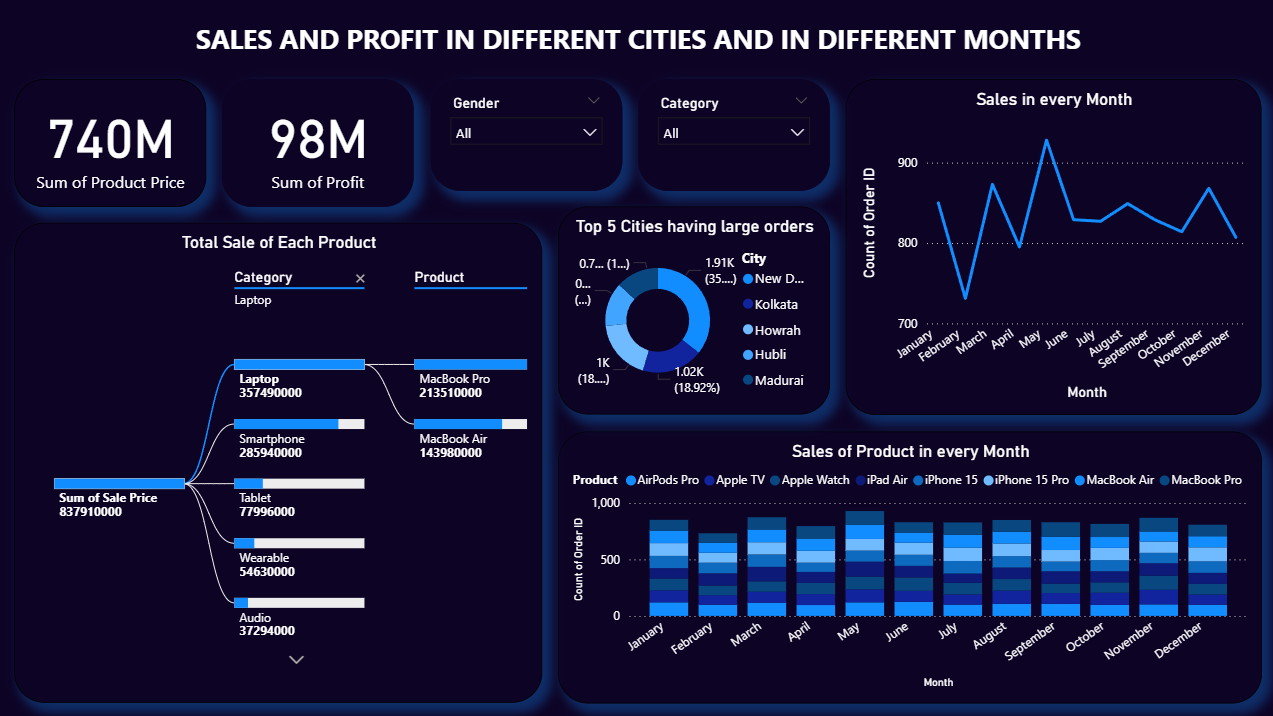 SALES AND PROFIT IN DIFFERENT CITIES AND IN DIFFERENT MONTHS
740M
Sum of Product Price
98M
Sum of Profit
Gender
All
Category
All
Sales in every Month
Count of Order ID
900
800
700
January
February
March
April
May
June
July
August
September
October
November
December
Month
Total Sale of Each Product
Category
Product
Laptop
Sum of Sale Price
837910000
Laptop
357490000
Smartphone
285940000
Tablet
77996000
Wearable
54630000
Audio
37294000
MacBook Pro
213510000
MacBook Air
143980000
Top 5 Cities having large orders
0.7... (1...)
0...
(...)
1K
(18....)
1.02K
(18.92%)
1.91K
(35....)
City
New D...
Kolkata
Howrah
Hubli
Madurai
Sales of Product in every Month
Product AirPods Pro Apple TV Apple Watch iPad Air iPhone 15 iPhone 15 Pro MacBook Air MacBook Pro
Count of Order ID
1,000
500
0
January
February
March
April
May
June
July
August
September
October
November
December
Month